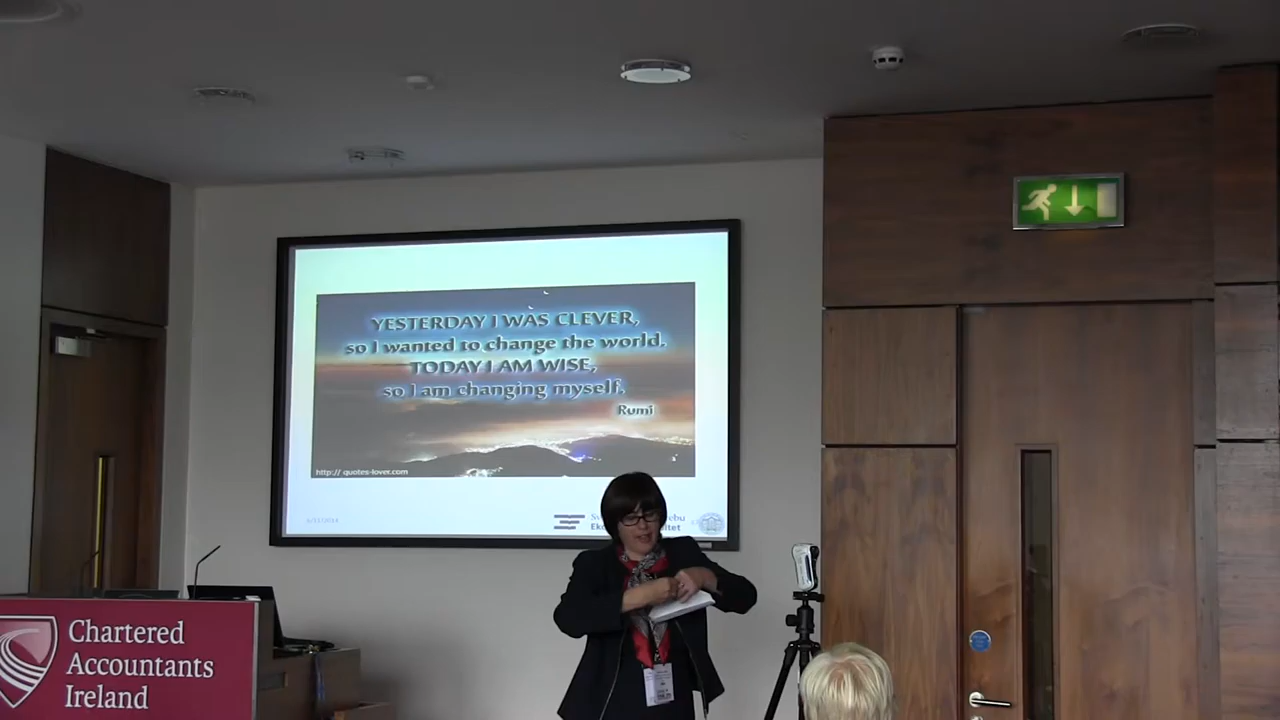 YESTERDAY I WAS CLEVER,
so I wanted to change the world.
TODAY I AM WISE,
so I am changing myself.
Rumi
http:// quotes-lover.com
Chartered
Accountants
Ireland